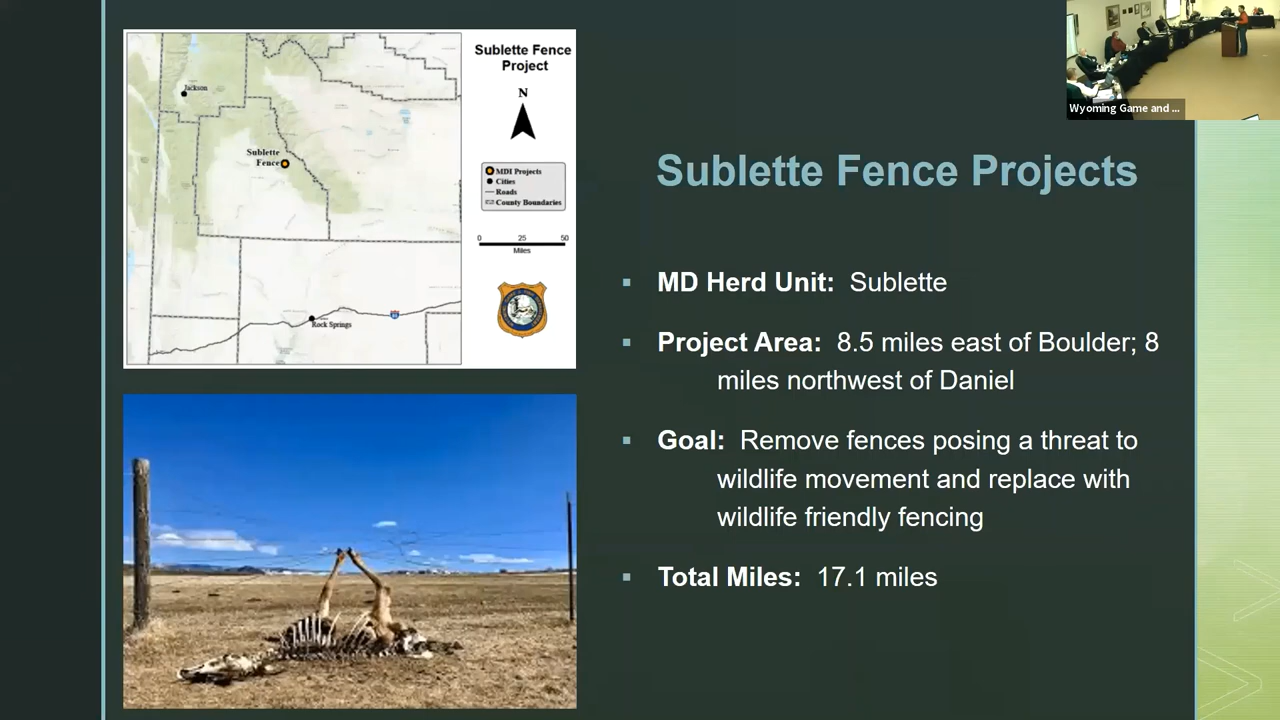 Sublette Fence
Project
N
Jackson
Sublette
Fence
MDI Projects
Cities
Roads
County Boundaries
0 25 50
Miles
80
Rock Springs
Wyoming Game and ...
Sublette Fence Projects
MD Herd Unit: Sublette
Project Area: 8.5 miles east of Boulder; 8
miles northwest of Daniel
Goal: Remove fences posing a threat to
wildlife movement and replace with
wildlife friendly fencing
Total Miles: 17.1 miles